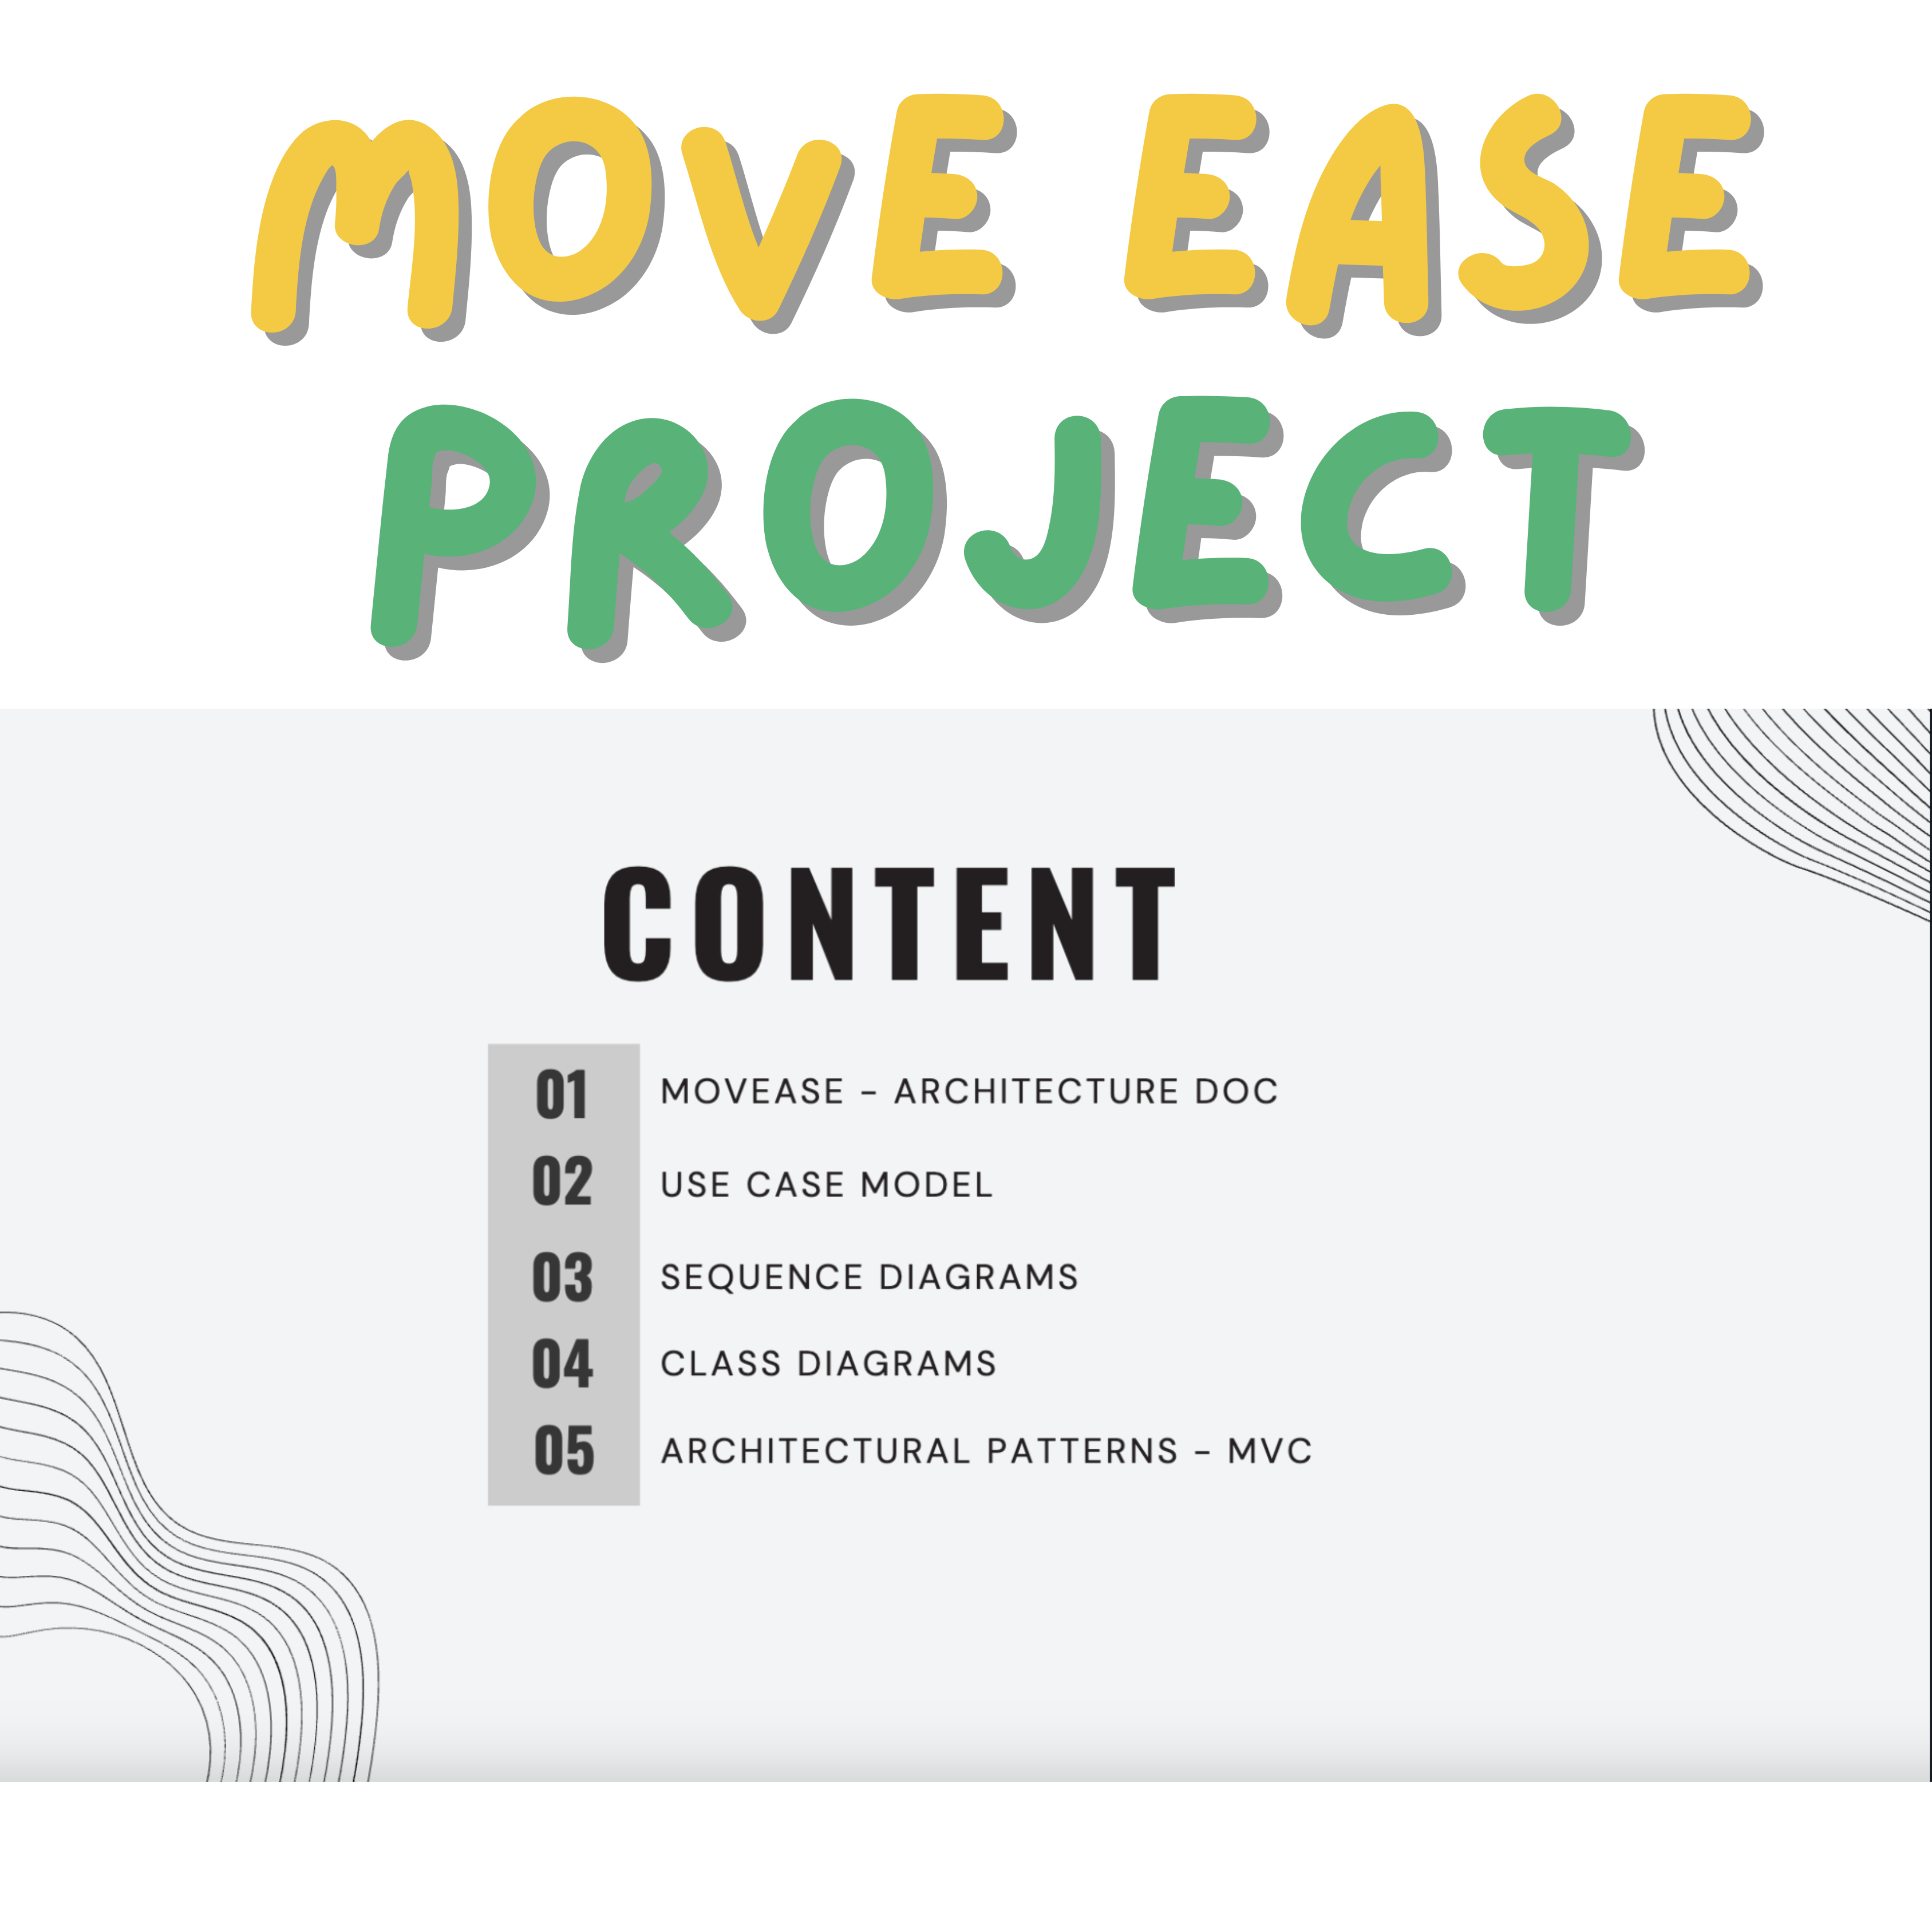 MOVE EASE
PROJECT
CONTENT
01 MOVEASE – ARCHITECTURE DOC
02 USE CASE MODEL
03 SEQUENCE DIAGRAMS
04 CLASS DIAGRAMS
05 ARCHITECTURAL PATTERNS – MVC